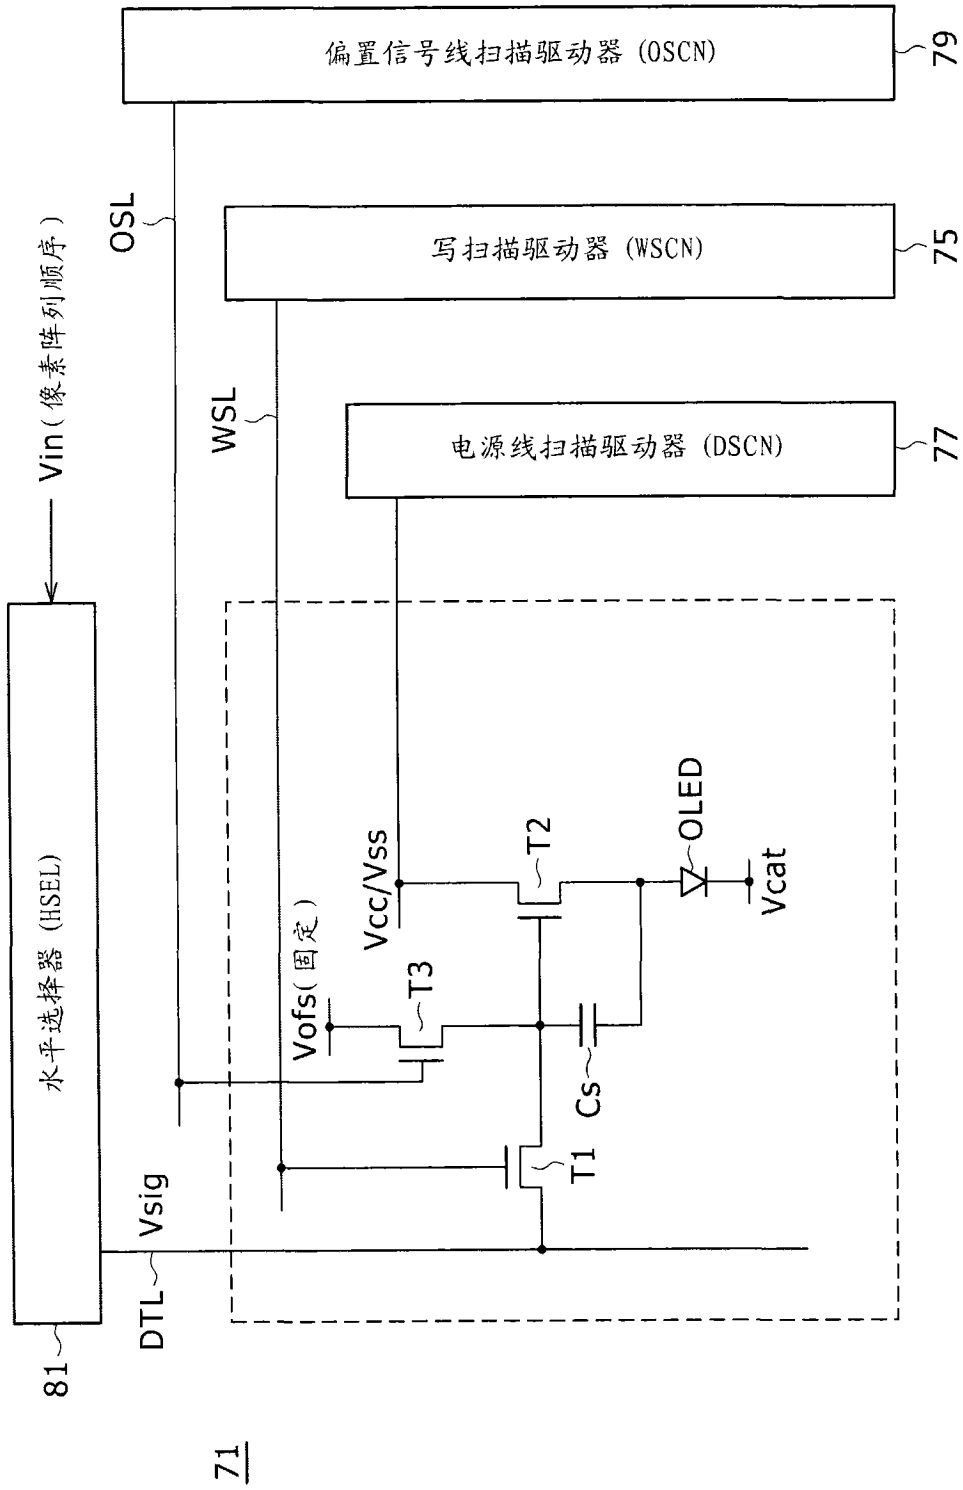 偏置信号线扫描驱动器 (OSCN)
79
OSL
写扫描驱动器 (WSCN)
75
WSL
电源线扫描驱动器 (DSCN)
77
Vin(像素阵列顺序)
水平选择器 (HSEL)
81
DTL
Vsig
Vofs(固定)
Vcc/Vss
T3
T2
T1
Cs
OLED
Vcat
71